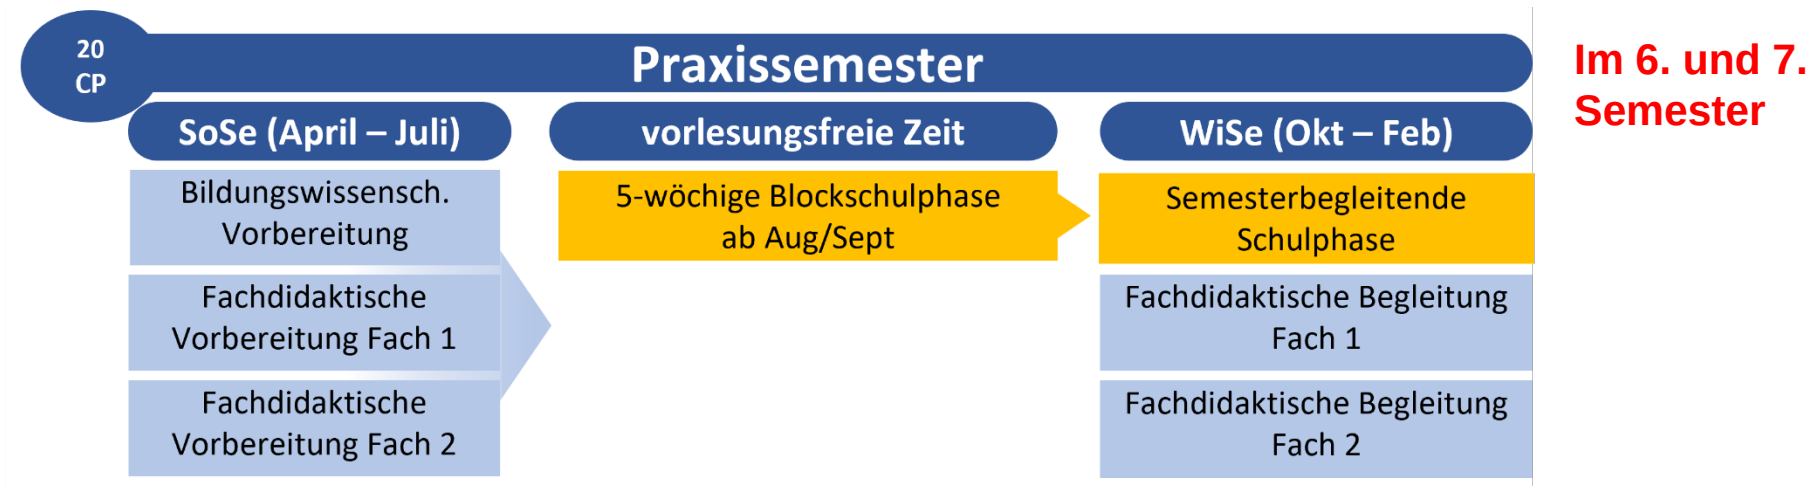 20
CP
Praxissemester
Im 6. und 7.
Semester
SoSe (April – Juli)
vorlesungsfreie Zeit
WiSe (Okt – Feb)
Bildungswissensch.
Vorbereitung
5-wöchige Blockschulphase
ab Aug/Sept
Semesterbegleitende
Schulphase
Fachdidaktische
Vorbereitung Fach 1
Fachdidaktische Begleitung
Fach 1
Fachdidaktische
Vorbereitung Fach 2
Fachdidaktische Begleitung
Fach 2